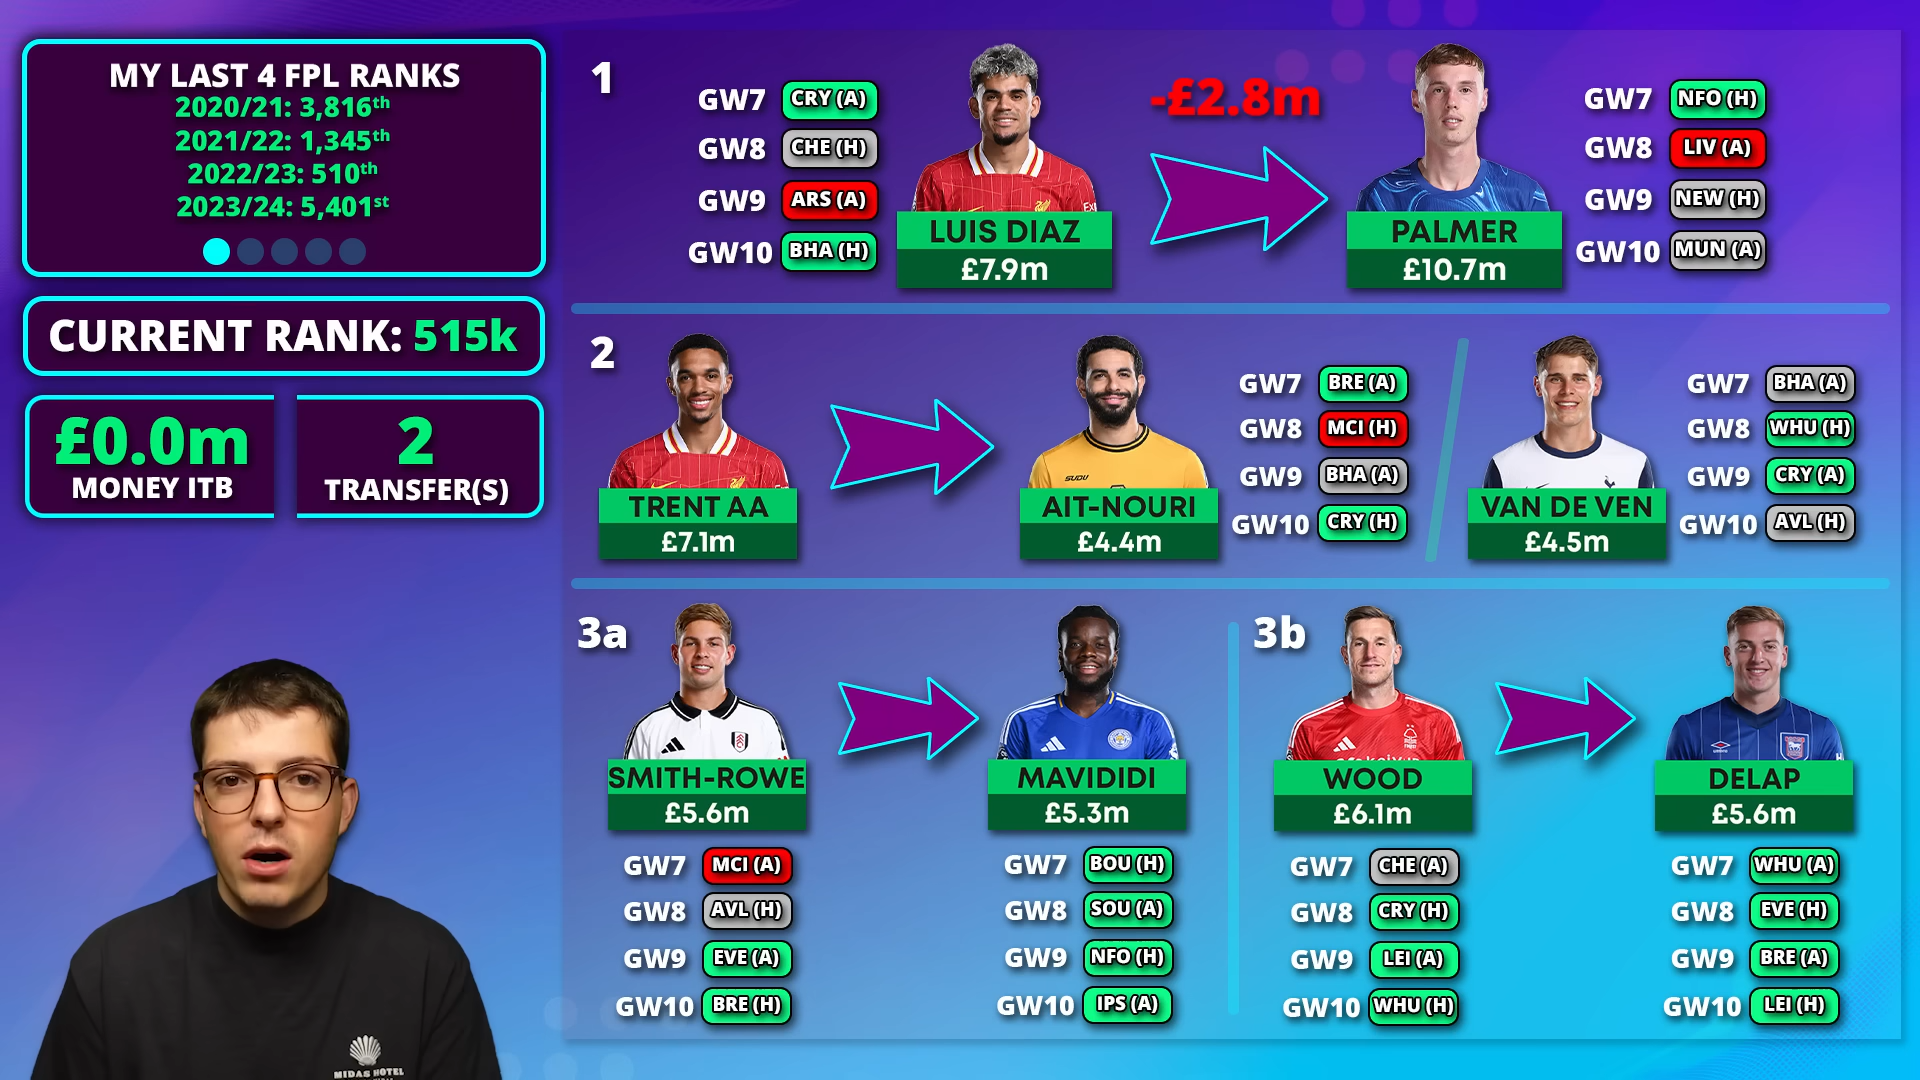 MY LAST 4 FPL RANKS
2020/21: 3,816th
2021/22: 1,345th
2022/23: 510th
2023/24: 5,401st
CURRENT RANK: 515k
£0.0m
MONEY ITB
2
TRANSFER(S)
1
GW7 CRY (A)
GW8 CHE (H)
GW9 ARS (A)
GW10 BHA (H)
LUIS DIAZ
£7.9m
-£2.8m
PALMER
£10.7m
GW7 NFO (H)
GW8 LIV (A)
GW9 NEW (H)
GW10 MUN (A)
2
TRENT AA
£7.1m
SUDU
AIT-NOURI
£4.4m
GW7 BRE (A)
GW8 MCI (H)
GW9 BHA (A)
GW10 CRY (H)
VAN DE VEN
£4.5m
GW7 BHA (A)
GW8 WHU (H)
GW9 CRY (A)
GW10 AVL (H)
3a
SMITH-ROWE
£5.6m
GW7 MCI (A)
GW8 AVL (H)
GW9 EVE (A)
GW10 BRE (H)
MAVIDIDI
£5.3m
GW7 BOU (H)
GW8 SOU (A)
GW9 NFO (H)
GW10 IPS (A)
3b
WOOD
£6.1m
GW7 CHE (A)
GW8 CRY (H)
GW9 LEI (A)
GW10 WHU (H)
DELAP
£5.6m
GW7 WHU (A)
GW8 EVE (H)
GW9 BRE (A)
GW10 LEI (H)
MIDAS HOTEL